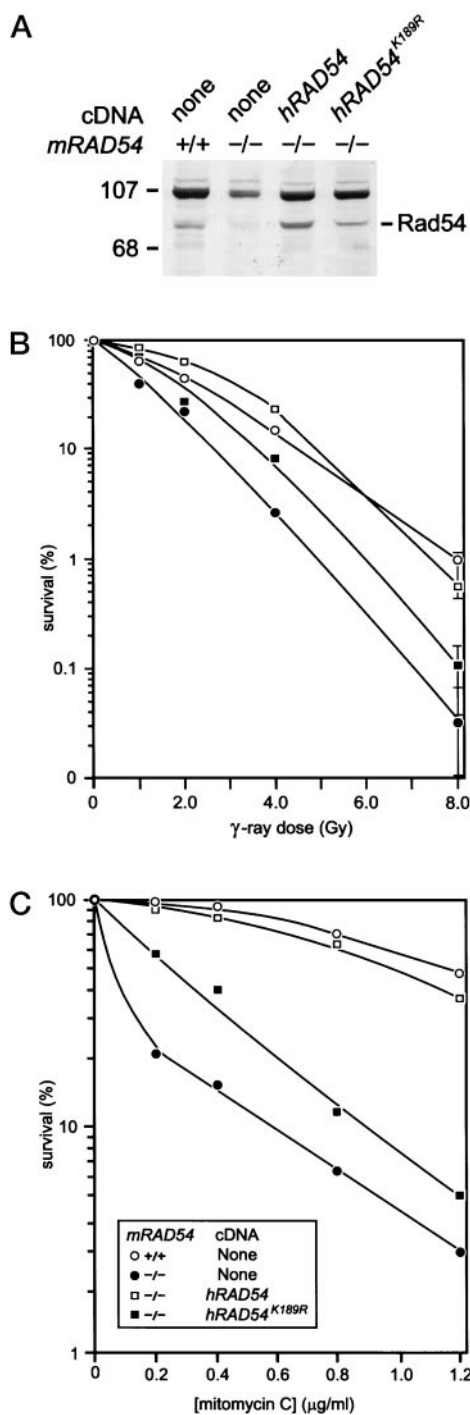 A
cDNA none none hRAD54 hRAD54K189R
mRAD54 +/+ –/– –/– –/–
107
Rad54
68
B
100
10
1
0.1
0
survival (%)
0 2.0 4.0 6.0 8.0
γ-ray dose (Gy)
C
100
10
1
survival (%)
mRAD54 cDNA
+/+ None
–/– None
–/– hRAD54
–/– hRAD54K189R
0 0.2 0.4 0.6 0.8 1.0 1.2
[mitomycin C] (μg/ml)